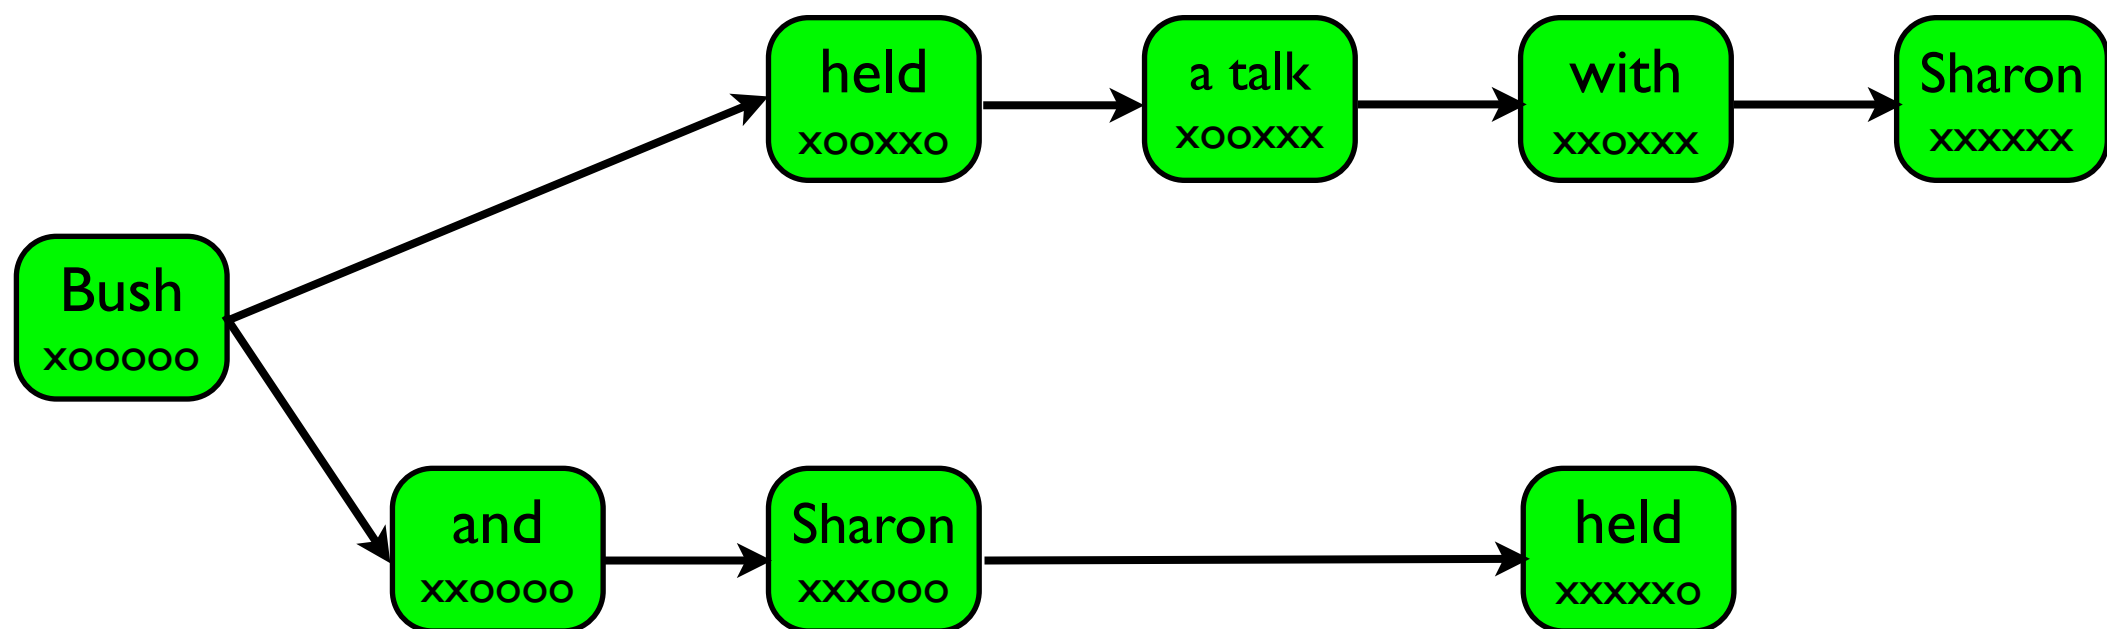 held
xooxxo
a talk
xooxxx
with
xxoxxx
Sharon
xxxxxx
Bush
xooooo
and
xxoooo
Sharon
xxxooo
held
xxxxxo